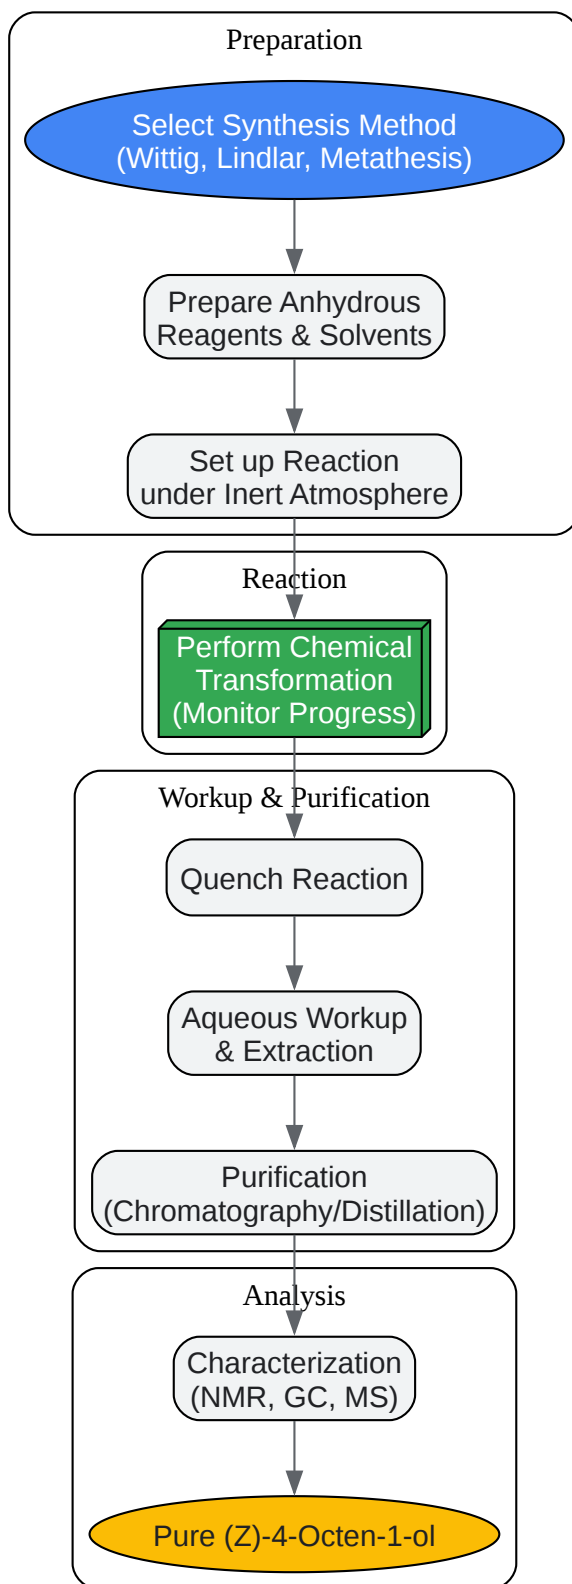 Preparation
Select Synthesis Method
(Wittig, Lindlar, Metathesis)
Prepare Anhydrous
Reagents & Solvents
Set up Reaction
under Inert Atmosphere
Reaction
Perform Chemical
Transformation
(Monitor Progress)
Workup & Purification
Quench Reaction
Aqueous Workup
& Extraction
Purification
(Chromatography/Distillation)
Analysis
Characterization
(NMR, GC, MS)
Pure (Z)-4-Octen-1-ol